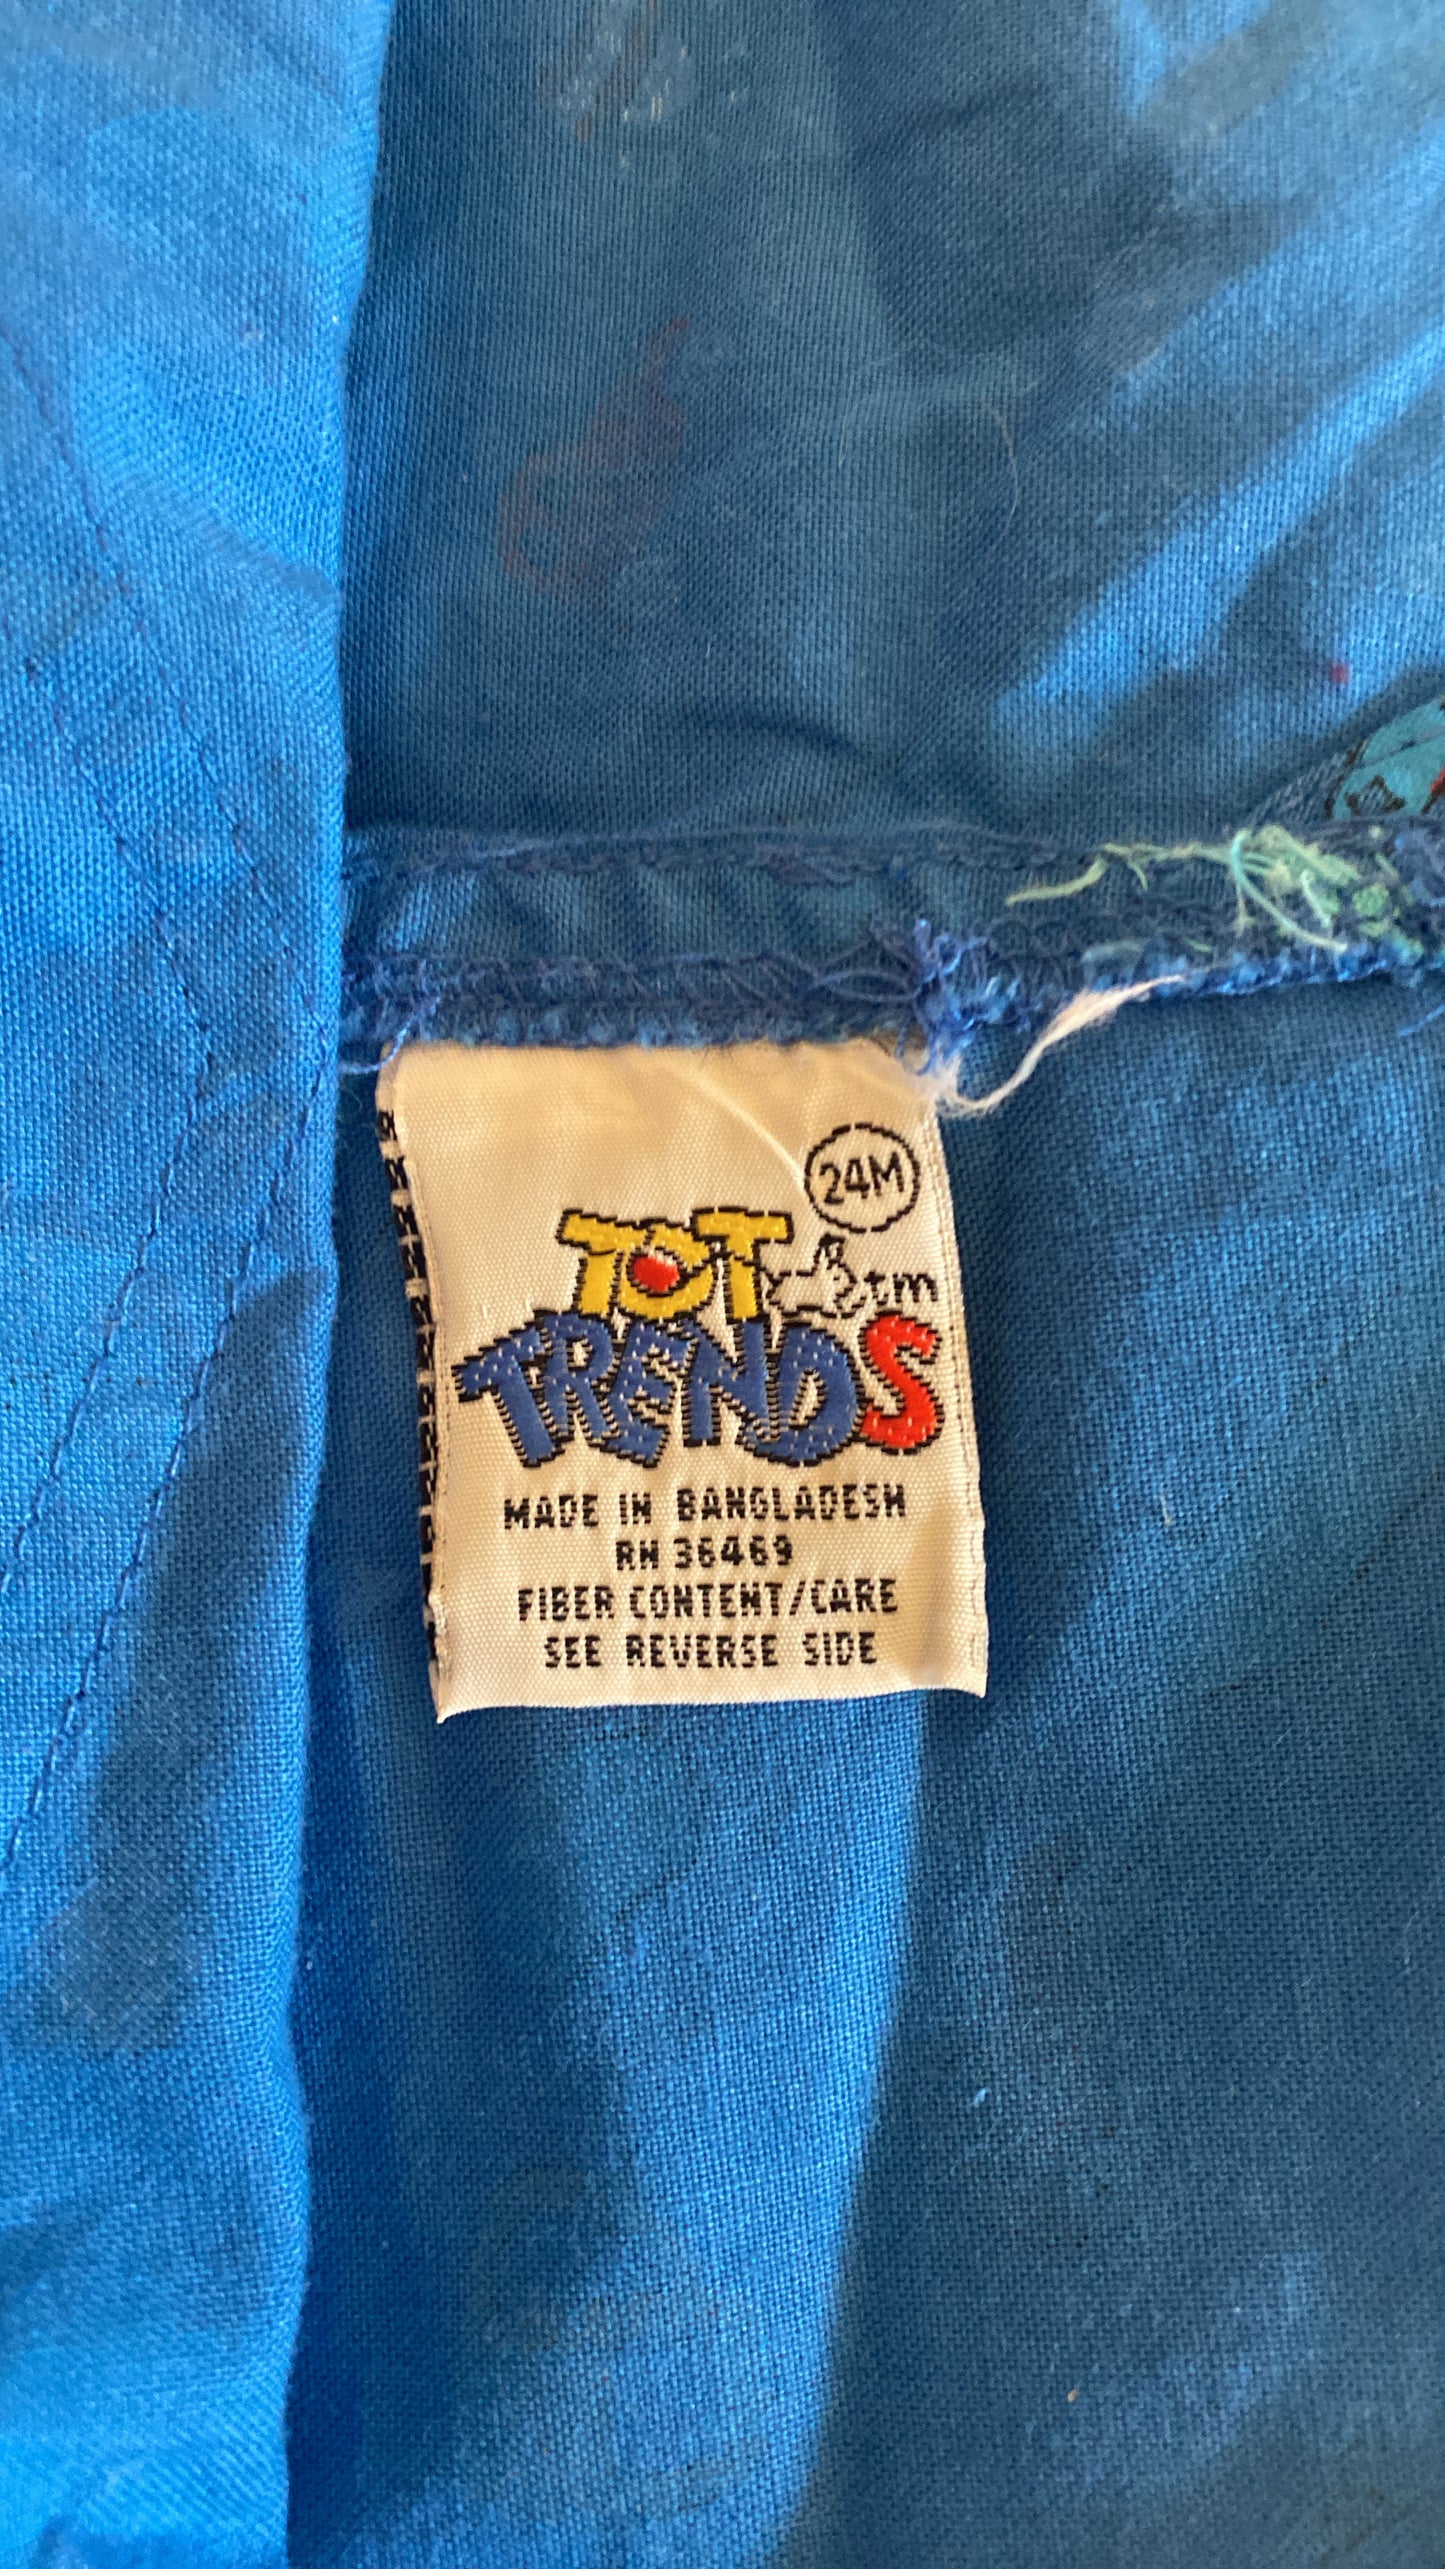 24M
TOT tm
TRENDS
MADE IN BANGLADESH
RN 36469
FIBER CONTENT/CARE
SEE REVERSE SIDE